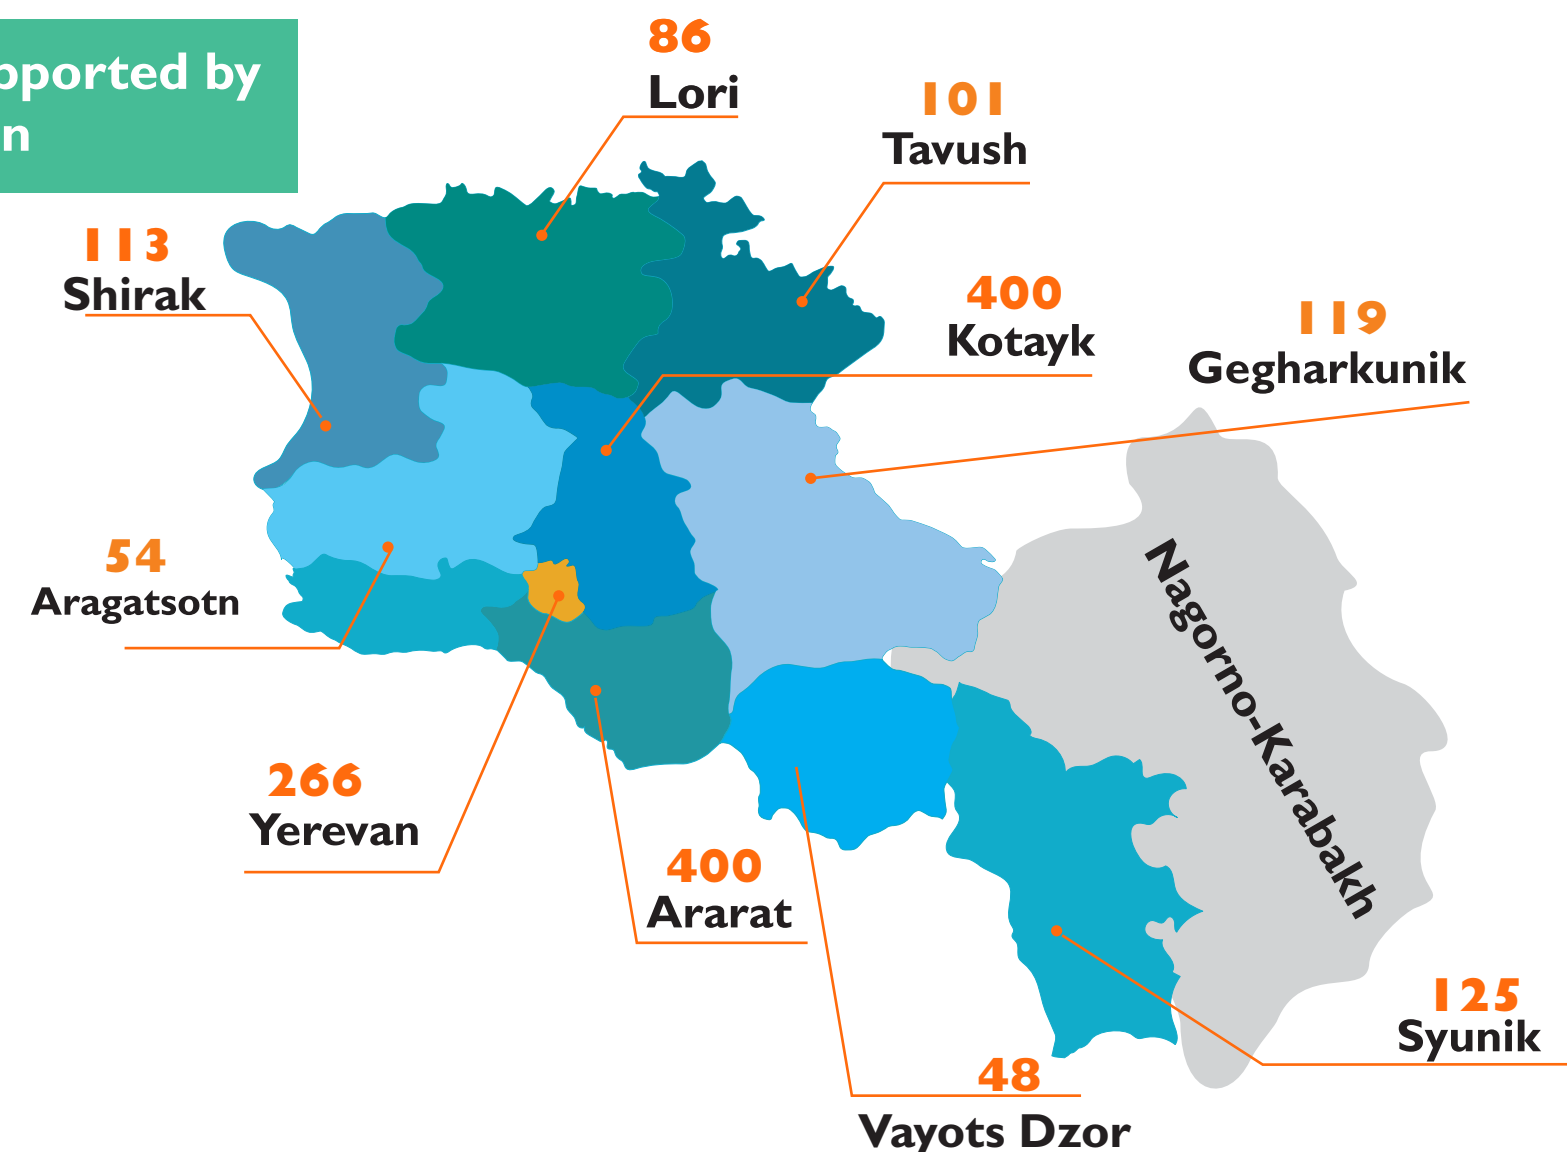 pported by
n
86
Lori
101
Tavush
113
Shirak
400
Kotayk
119
Gegharkunik
54
Aragatsotn
Nagorno-Karabakh
266
Yerevan
400
Ararat
125
Syunik
48
Vayots Dzor